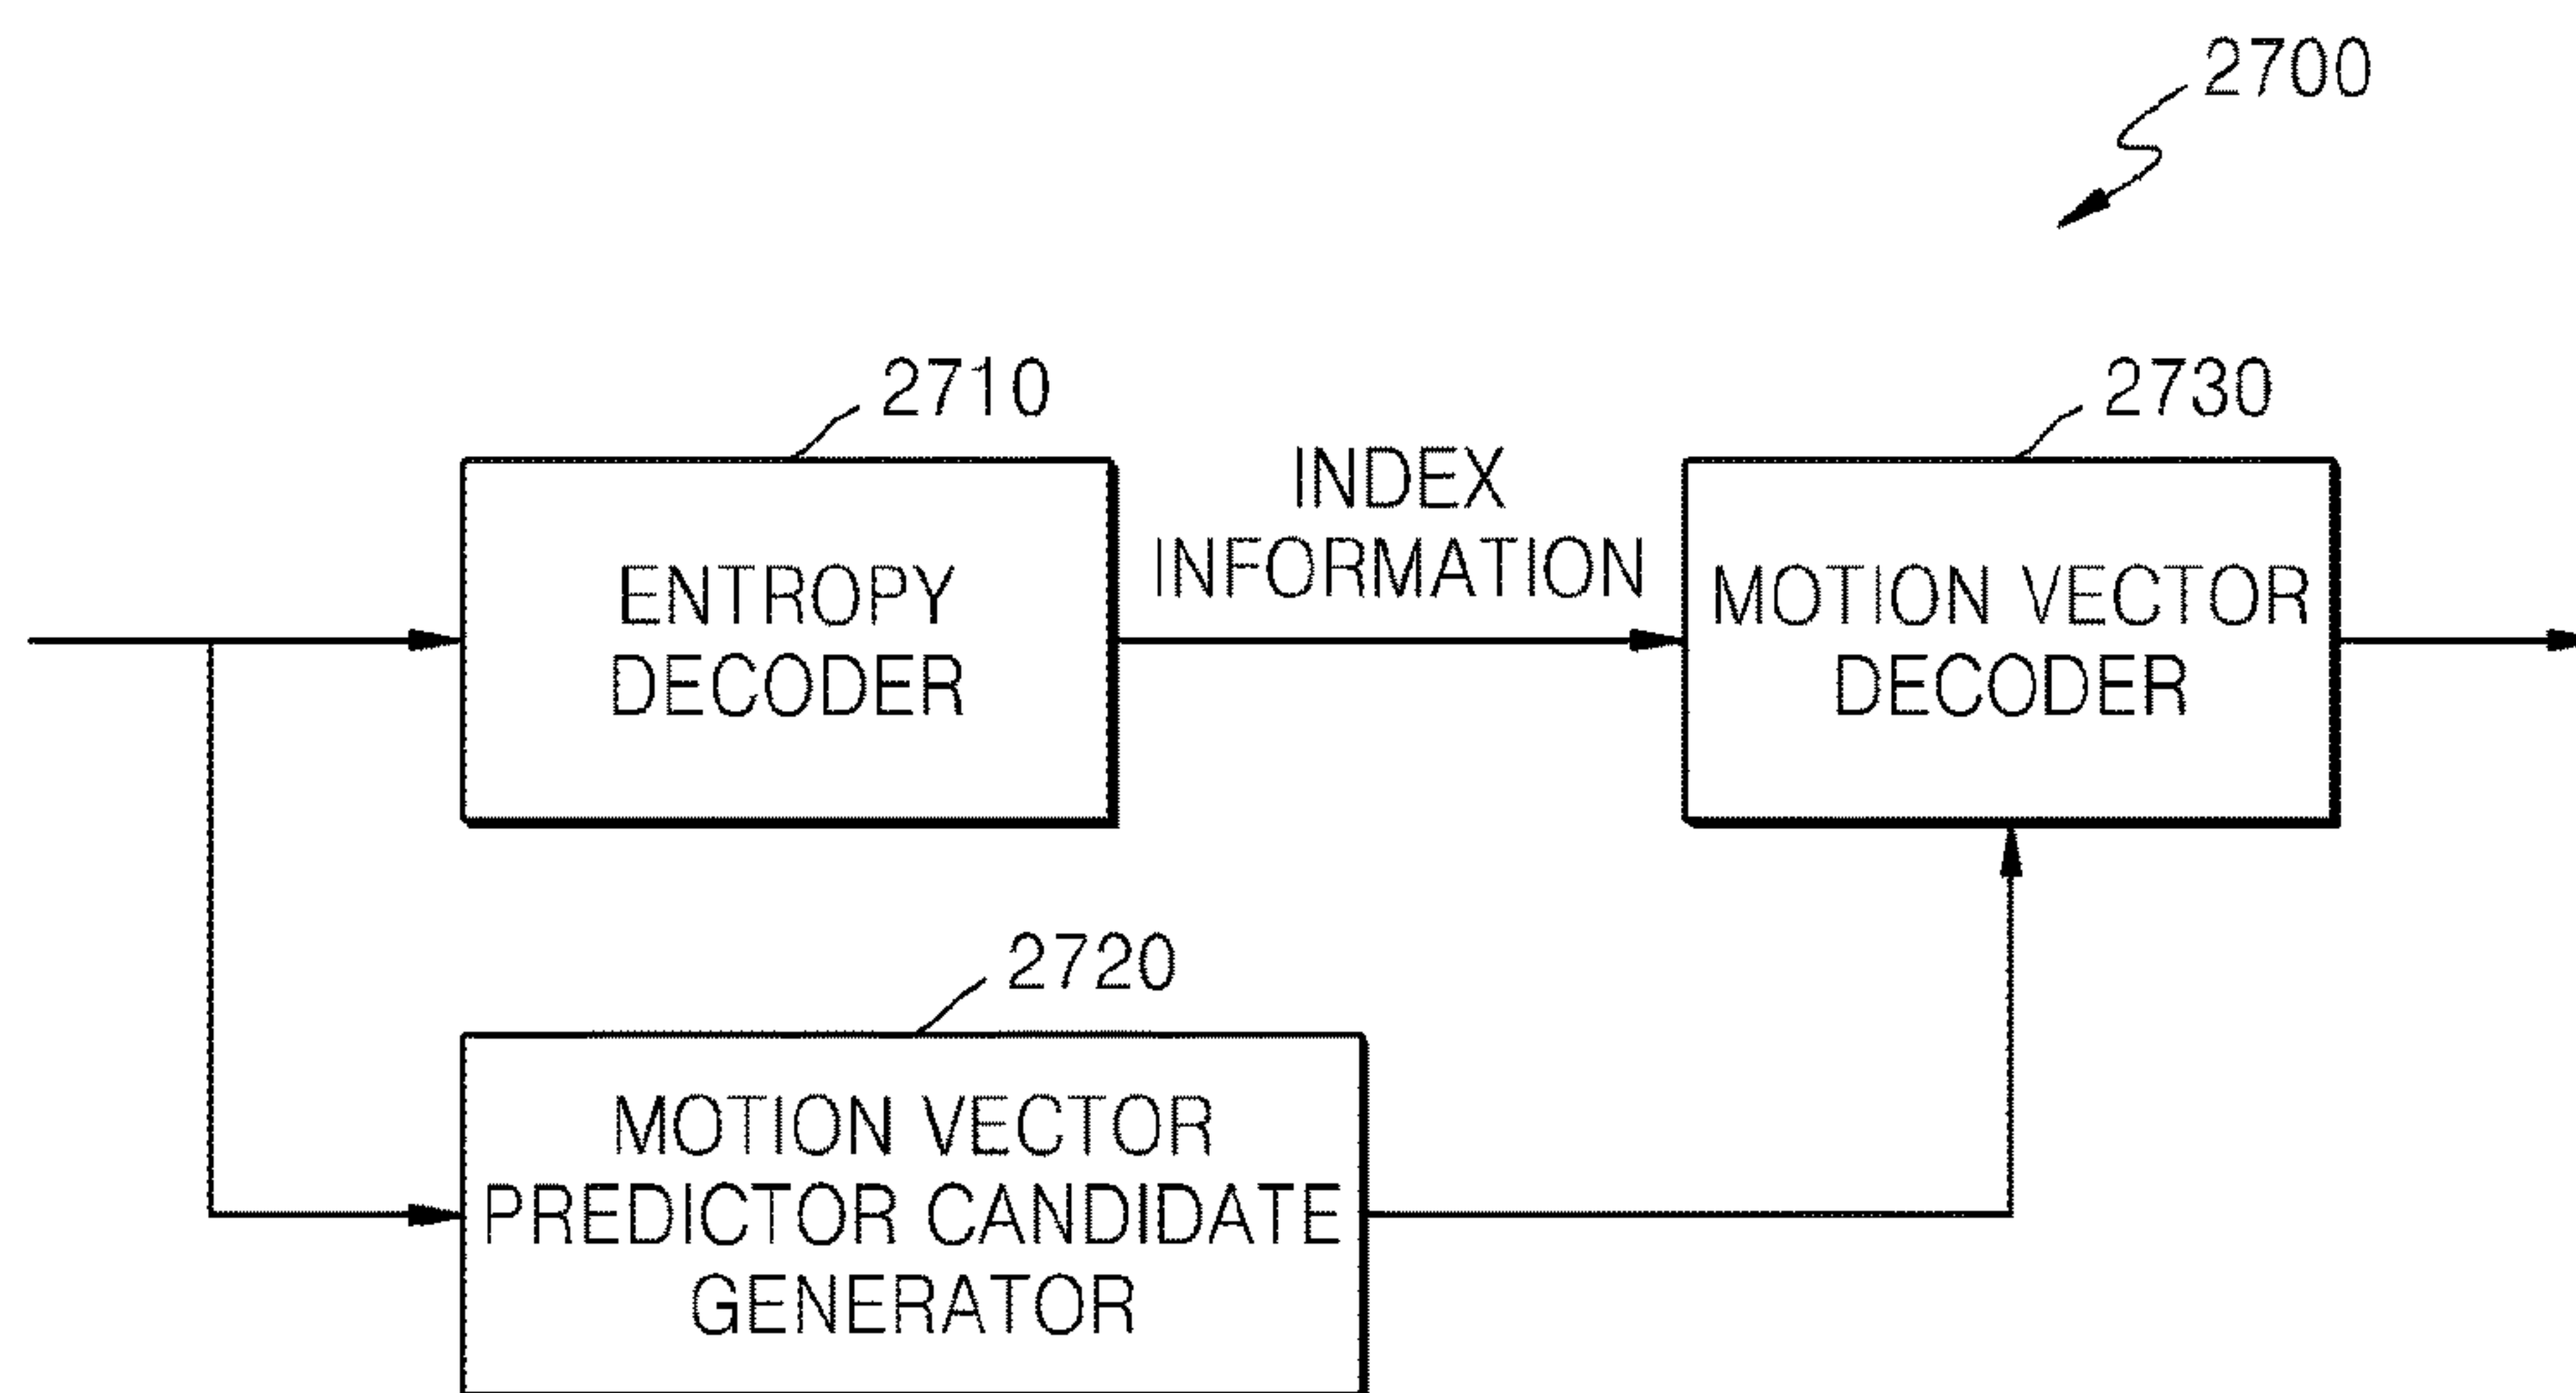 2700
2710
2730
INDEX
INFORMATION
ENTROPY
DECODER
MOTION VECTOR
DECODER
2720
MOTION VECTOR
PREDICTOR CANDIDATE
GENERATOR